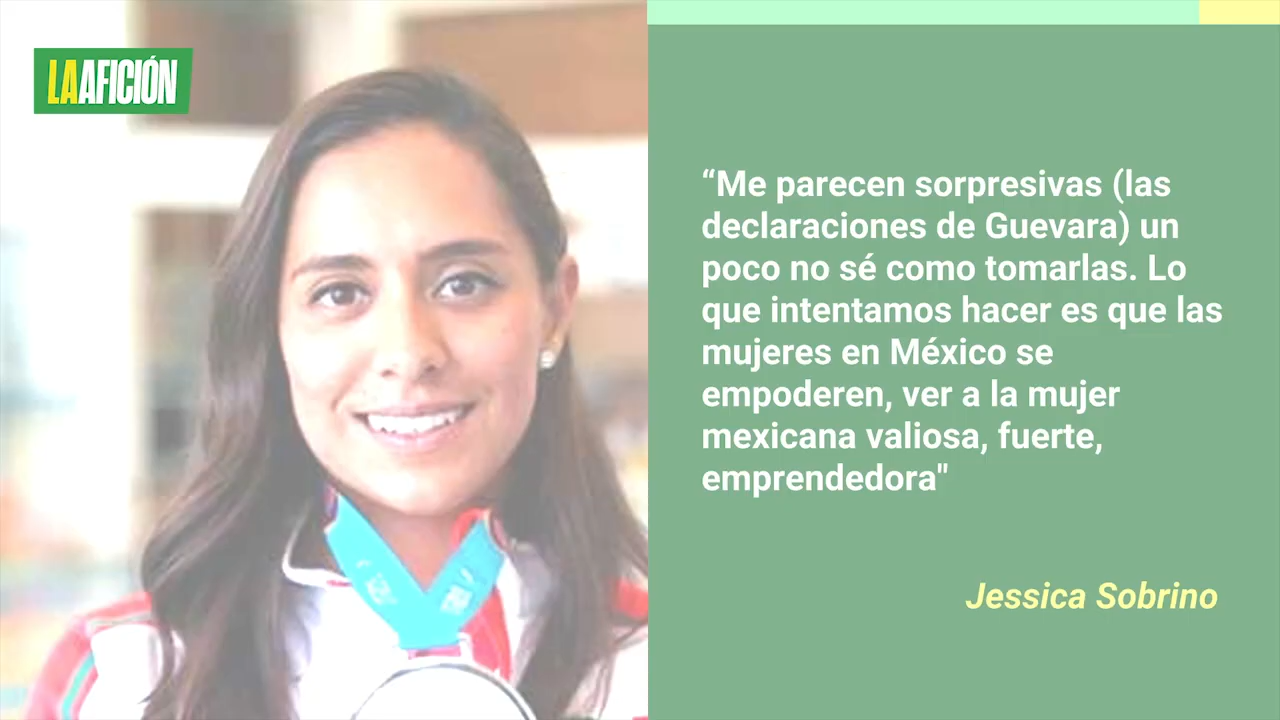 LAAFICIÓN
“Me parecen sorpresivas (las
declaraciones de Guevara) un
poco no sé como tomarlas. Lo
que intentamos hacer es que las
mujeres en México se
empoderen, ver a la mujer
mexicana valiosa, fuerte,
emprendedora"
Jessica Sobrino